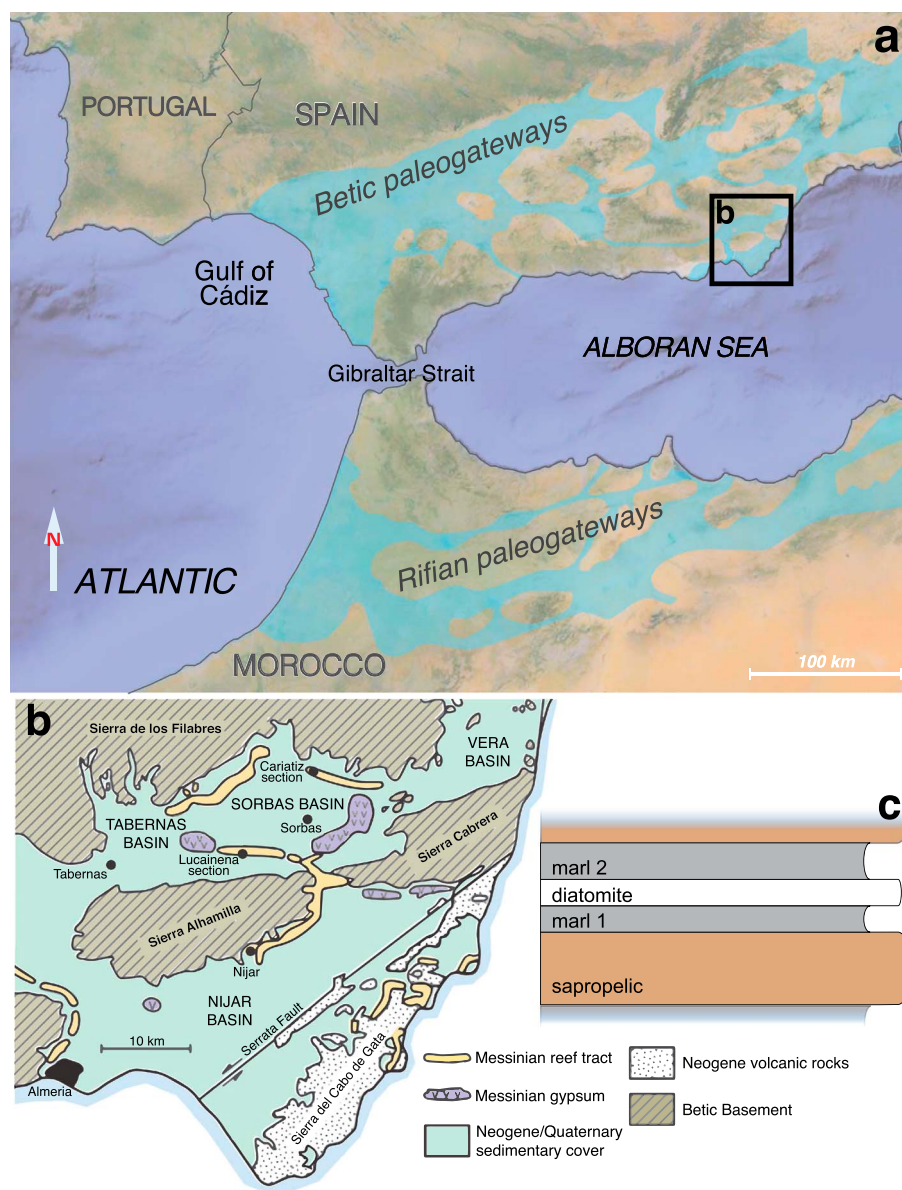 a
PORTUGAL
SPAIN
Betic paleogateways
b
Gulf of
Cádiz
ALBORAN SEA
Gibraltar Strait
N
Rifian paleogateways
ATLANTIC
MOROCCO
100 km
b
Sierra de los Filabres
VERA
BASIN
Cariatiz
section
SORBAS BASIN
Sorbas
TABERNAS
BASIN
Sierra Cabrera
Lucainena
section
Tabernas
Sierra Alhamilla
Nijar
NIJAR
BASIN
Serrata Fault
10 km
Sierra del Cabo de Gata
Almeria
c
marl 2
diatomite
marl 1
sapropelic
Messinian reef tract
Messinian gypsum
Neogene/Quaternary
sedimentary cover
Neogene volcanic rocks
Betic Basement